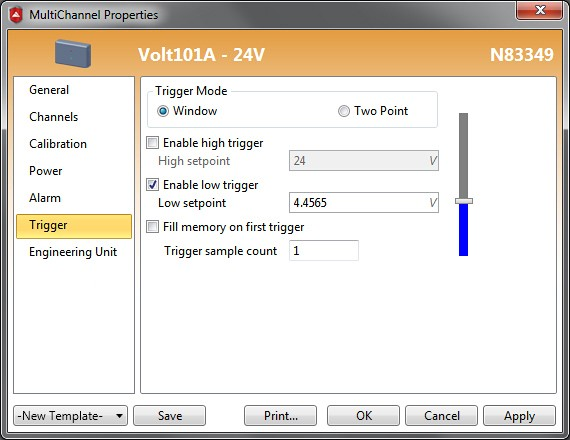 MultiChannel Properties
Volt101A - 24V N83349
General
Channels
Calibration
Power
Alarm
Trigger
Engineering Unit
Trigger Mode
Window Two Point
Enable high trigger
High setpoint 24 V
Enable low trigger
Low setpoint 4.4565 V
Fill memory on first trigger
Trigger sample count 1
-New Template- Save Print... OK Cancel Apply